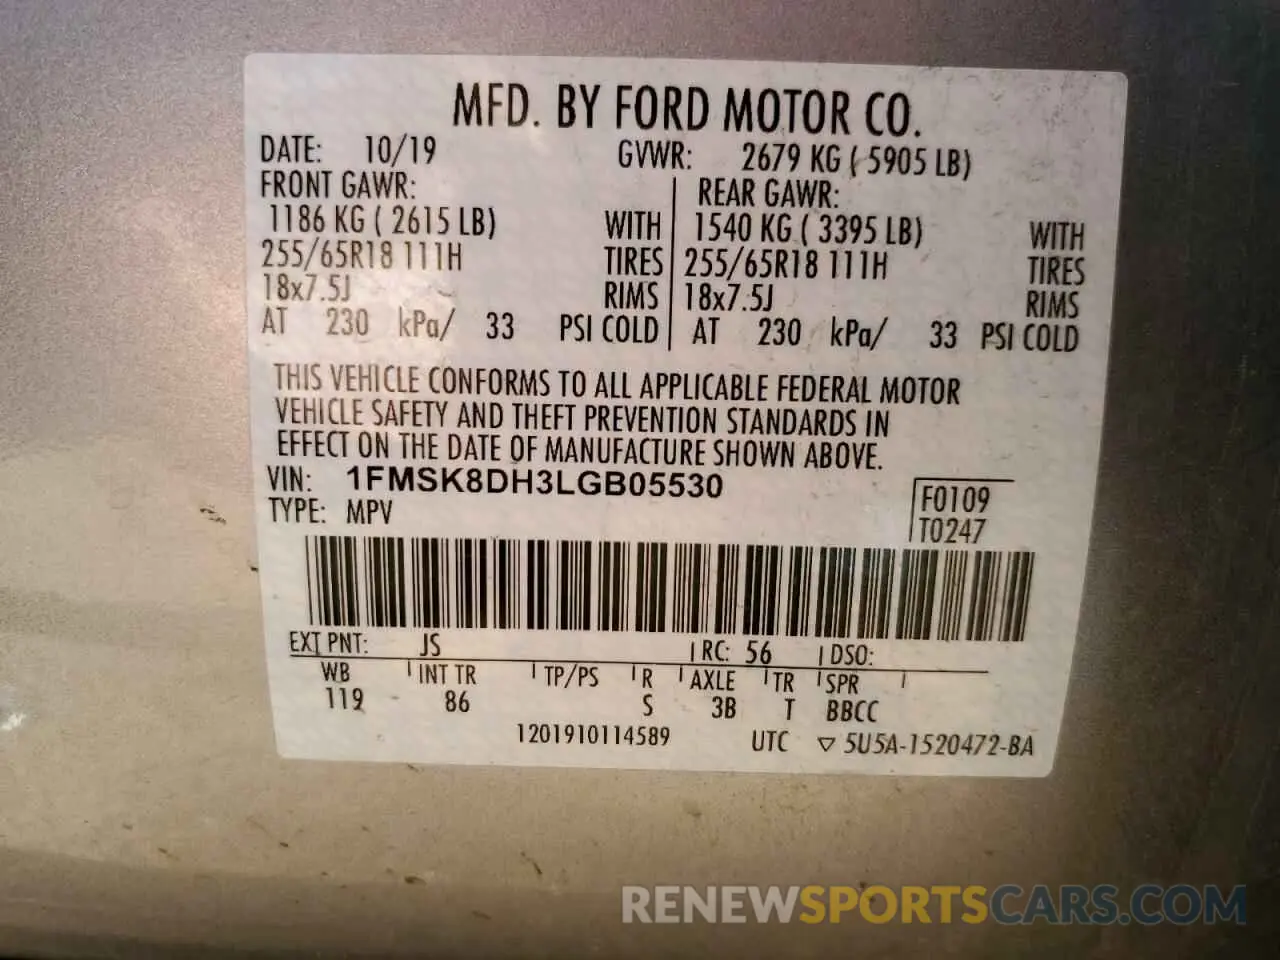 MFD. BY FORD MOTOR CO.
DATE: 10/19 GVWR: 2679 KG ( 5905 LB)
FRONT GAWR: REAR GAWR:
1186 KG ( 2615 LB) WITH 1540 KG ( 3395 LB) WITH
255/65R18 111H TIRES 255/65R18 111H TIRES
18x7.5J RIMS 18x7.5J RIMS
AT 230 kPa/ 33 PSI COLD AT 230 kPa/ 33 PSI COLD
THIS VEHICLE CONFORMS TO ALL APPLICABLE FEDERAL MOTOR
VEHICLE SAFETY AND THEFT PREVENTION STANDARDS IN
EFFECT ON THE DATE OF MANUFACTURE SHOWN ABOVE.
VIN: 1FMSK8DH3LGB05530
TYPE: MPV
F0109
T0247
EXT PNT: JS RC: 56 DSO:
WB INT TR TP/PS R AXLE TR SPR
119 86 S 3B T BBCC
1201910114589 UTC ▽ 5U5A-1520472-BA
RENEWSPORTSCARS.COM